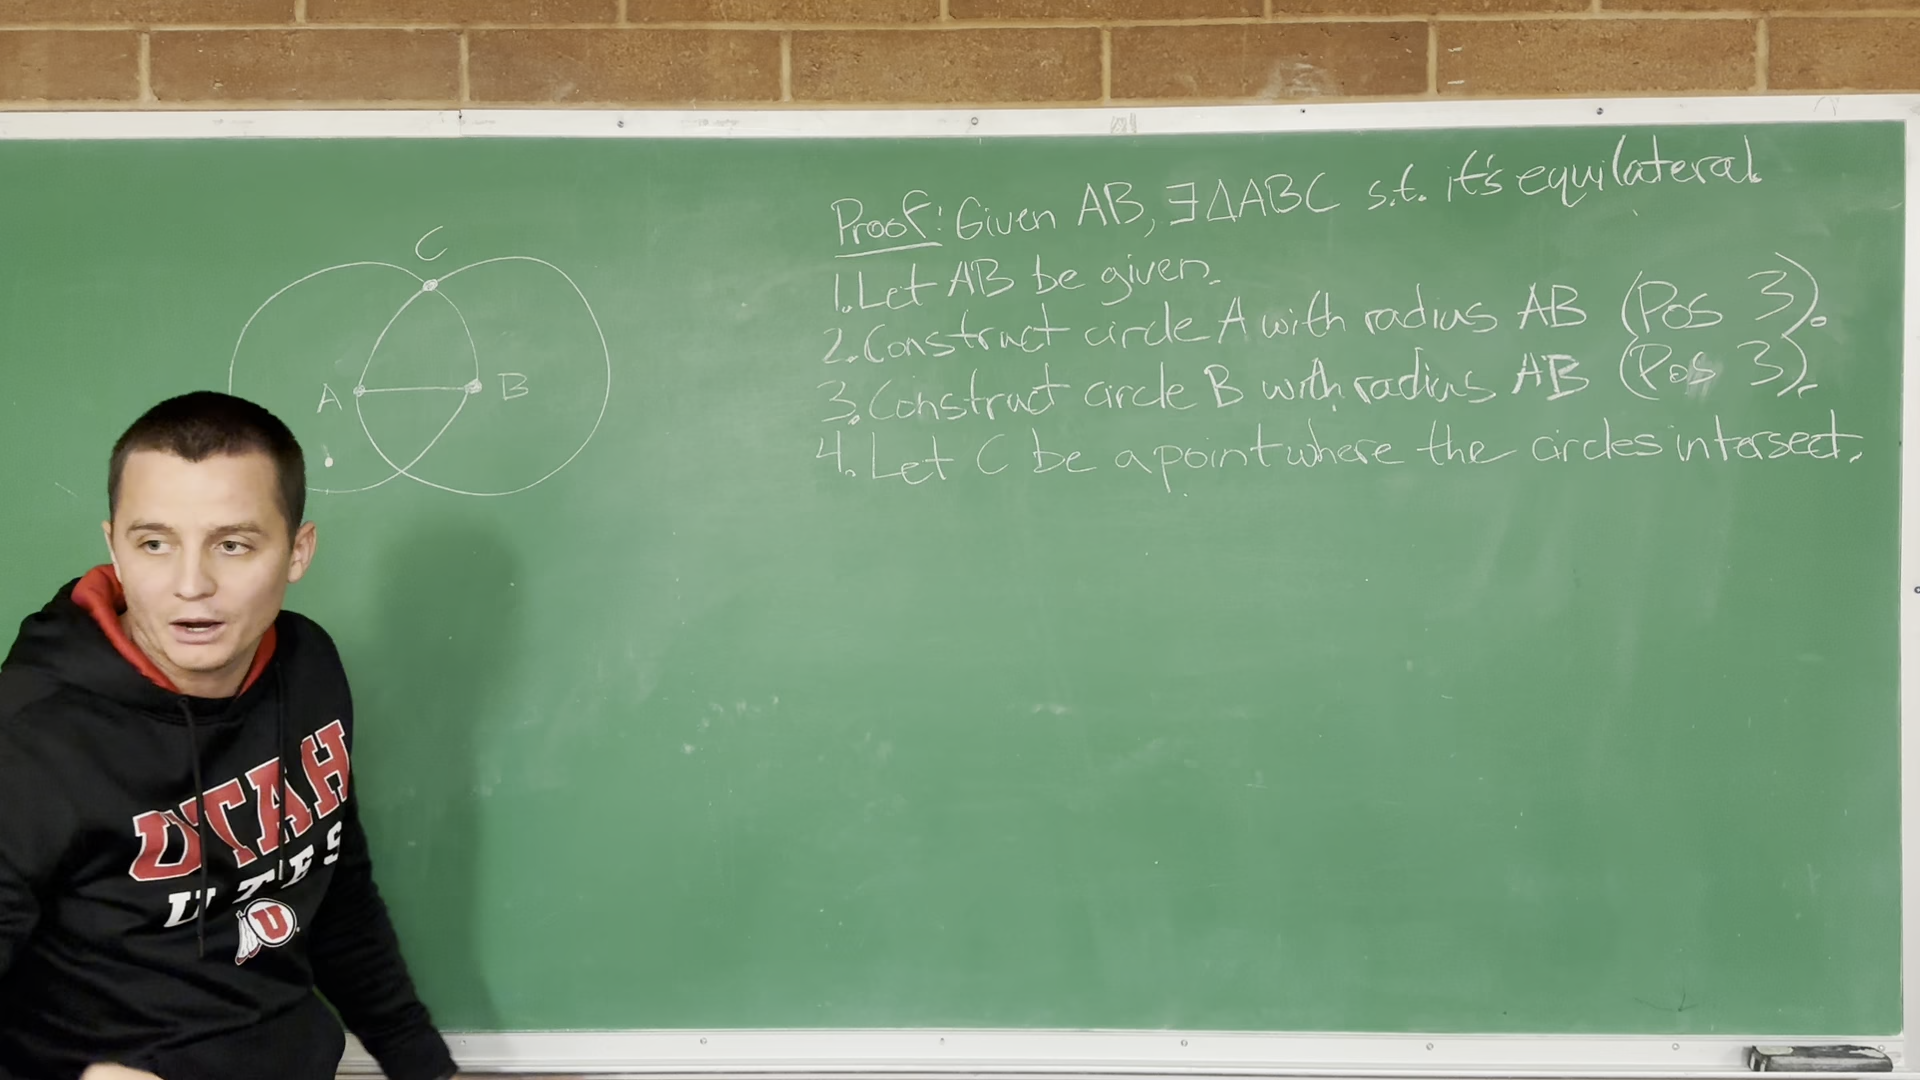 C
A
B
Proof: Given AB, ∃ΔABC s.t. it's equilateral.
1. Let AB be given.
2. Construct circle A with radius AB (Pos 3).
3. Construct circle B with radius AB (Pos 3).
4. Let C be a point where the circles intersect.
UTAH
UTES
U